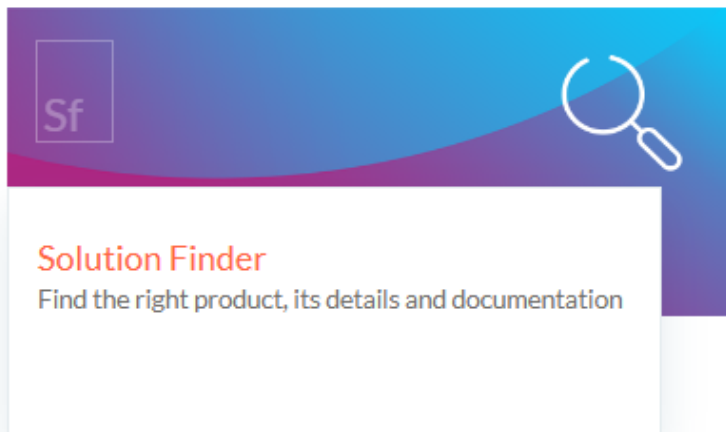 Sf
Solution Finder
Find the right product, its details and documentation